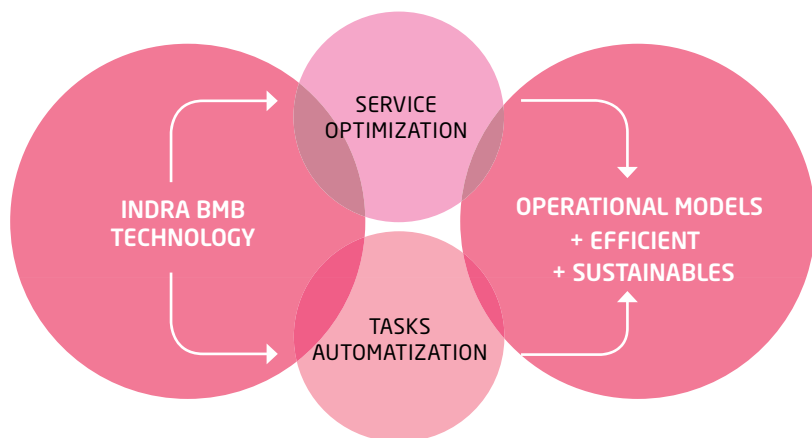 SERVICE
OPTIMIZATION
INDRA BMB
TECHNOLOGY
OPERATIONAL MODELS
+ EFFICIENT
+ SUSTAINABLES
TASKS
AUTOMATIZATION